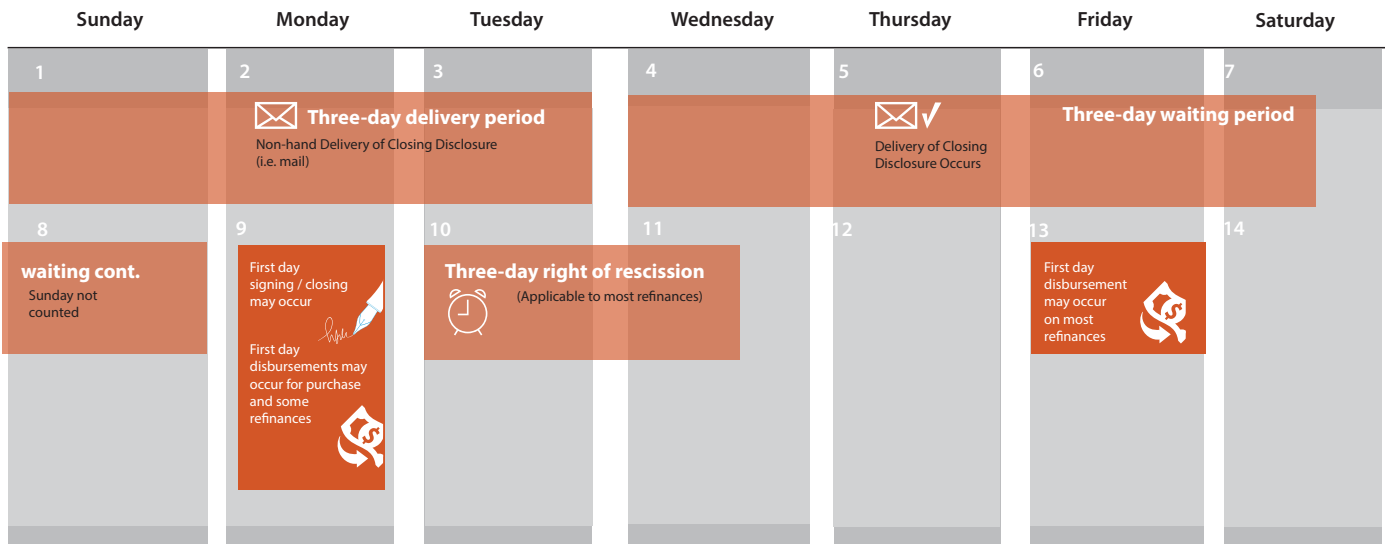 Sunday
Monday
Tuesday
Wednesday
Thursday
Friday
Saturday
1
2
3
4
5
6
7
Three-day delivery period
Non-hand Delivery of Closing Disclosure
(i.e. mail)
Delivery of Closing
Disclosure Occurs
Three-day waiting period
8
9
10
11
12
13
14
waiting cont.
Sunday not
counted
First day
signing / closing
may occur
First day
disbursements may
occur for purchase
and some
refinances
Three-day right of rescission
(Applicable to most refinances)
First day
disbursement
may occur
on most
refinances